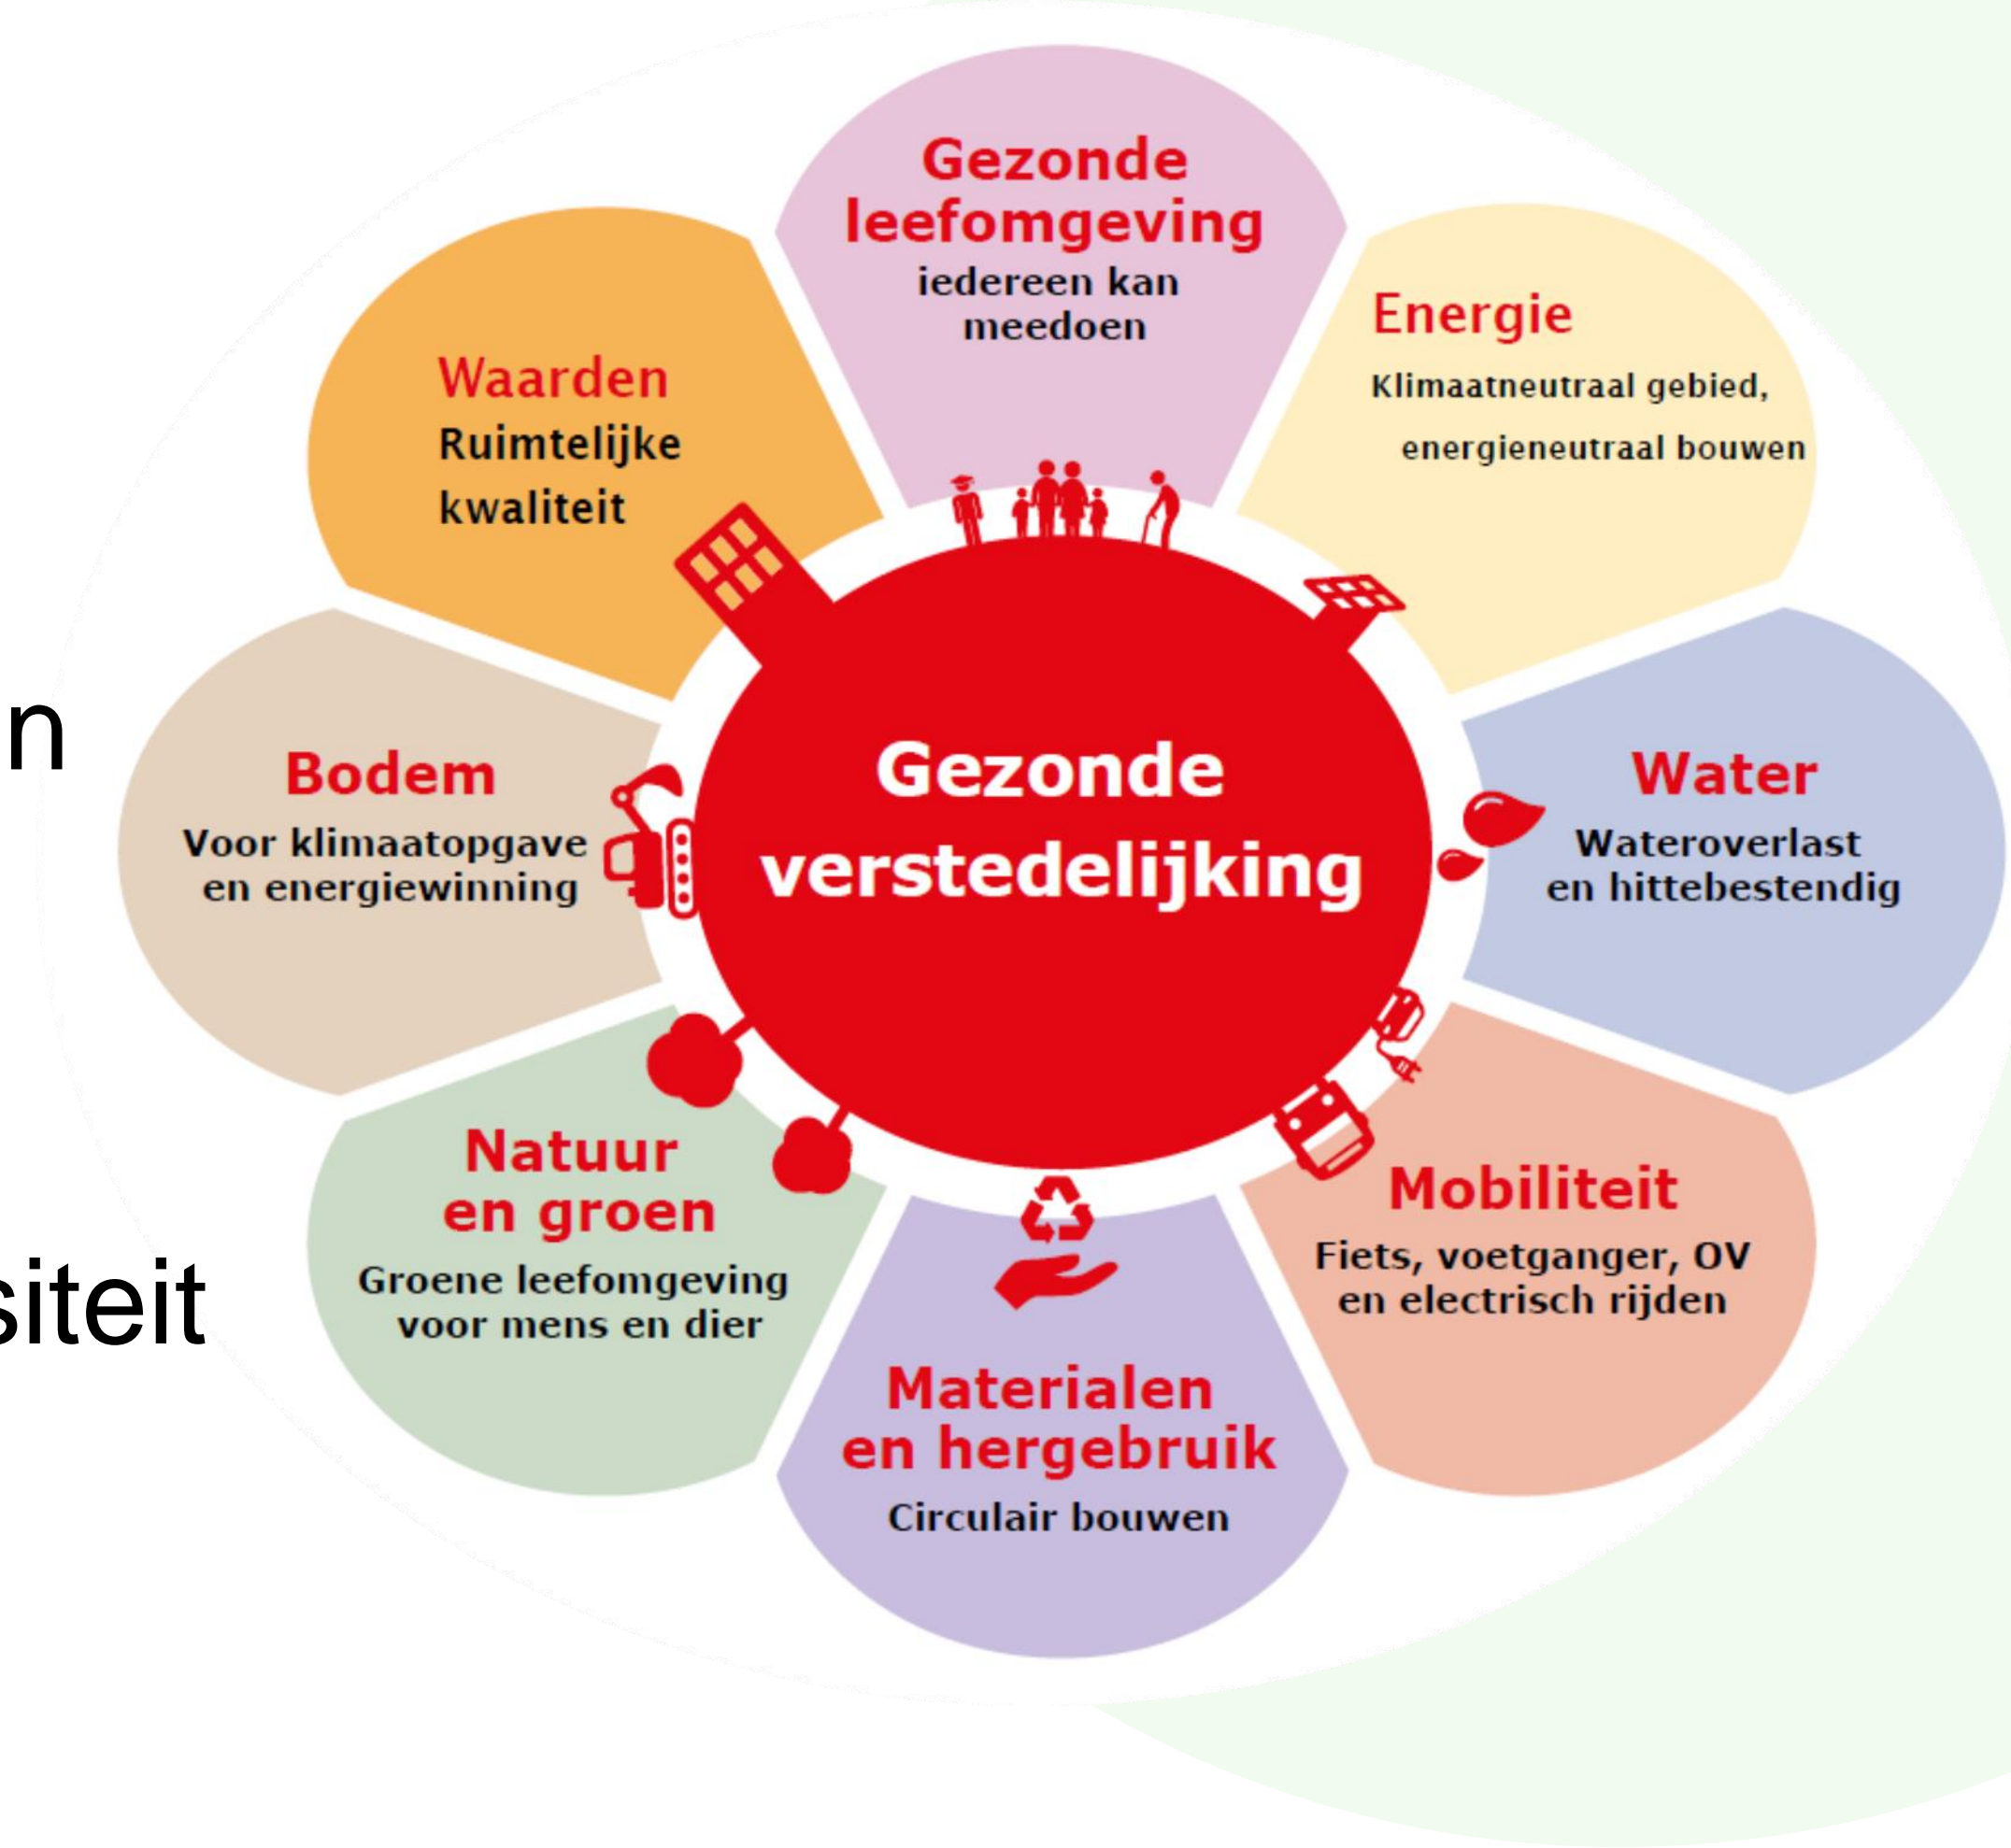 Gezonde
leefomgeving
iedereen kan
meedoen
Energie
Klimaatneutraal gebied,
energieneutraal bouwen
Waarden
Ruimtelijke
kwaliteit
n
Bodem
Voor klimaatopgave
en energiewinning
Gezonde
verstedelijking
Water
Wateroverlast
en hittebestendig
Natuur
en groen
Groene leefomgeving
voor mens en dier
siteit
Mobiliteit
Fiets, voetganger, OV
en electrisch rijden
Materialen
en hergebruik
Circulair bouwen